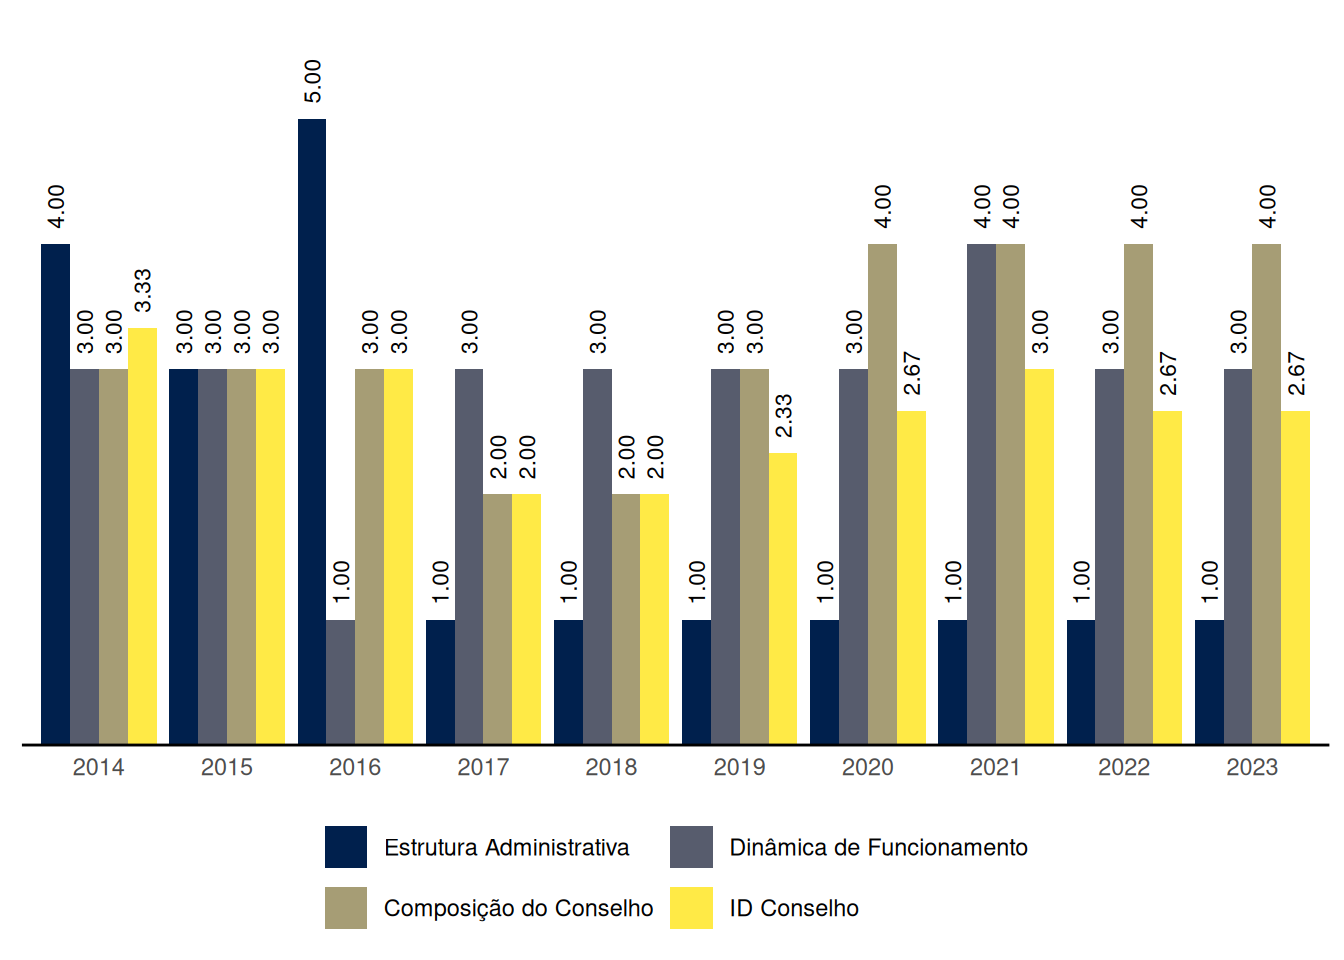 5.00
4.00 4.00 4.00 4.00 4.00 4.00
3.33
3.00 3.00 3.00 3.00 3.00 3.00 3.00 3.00 3.00 3.00 3.00 3.00 3.00 3.00 3.00 3.00
2.67 2.67 2.67
2.33
2.00 2.00 2.00 2.00
1.00 1.00 1.00 1.00 1.00 1.00 1.00 1.00
2014 2015 2016 2017 2018 2019 2020 2021 2022 2023
Estrutura Administrativa Dinâmica de Funcionamento
Composição do Conselho ID Conselho